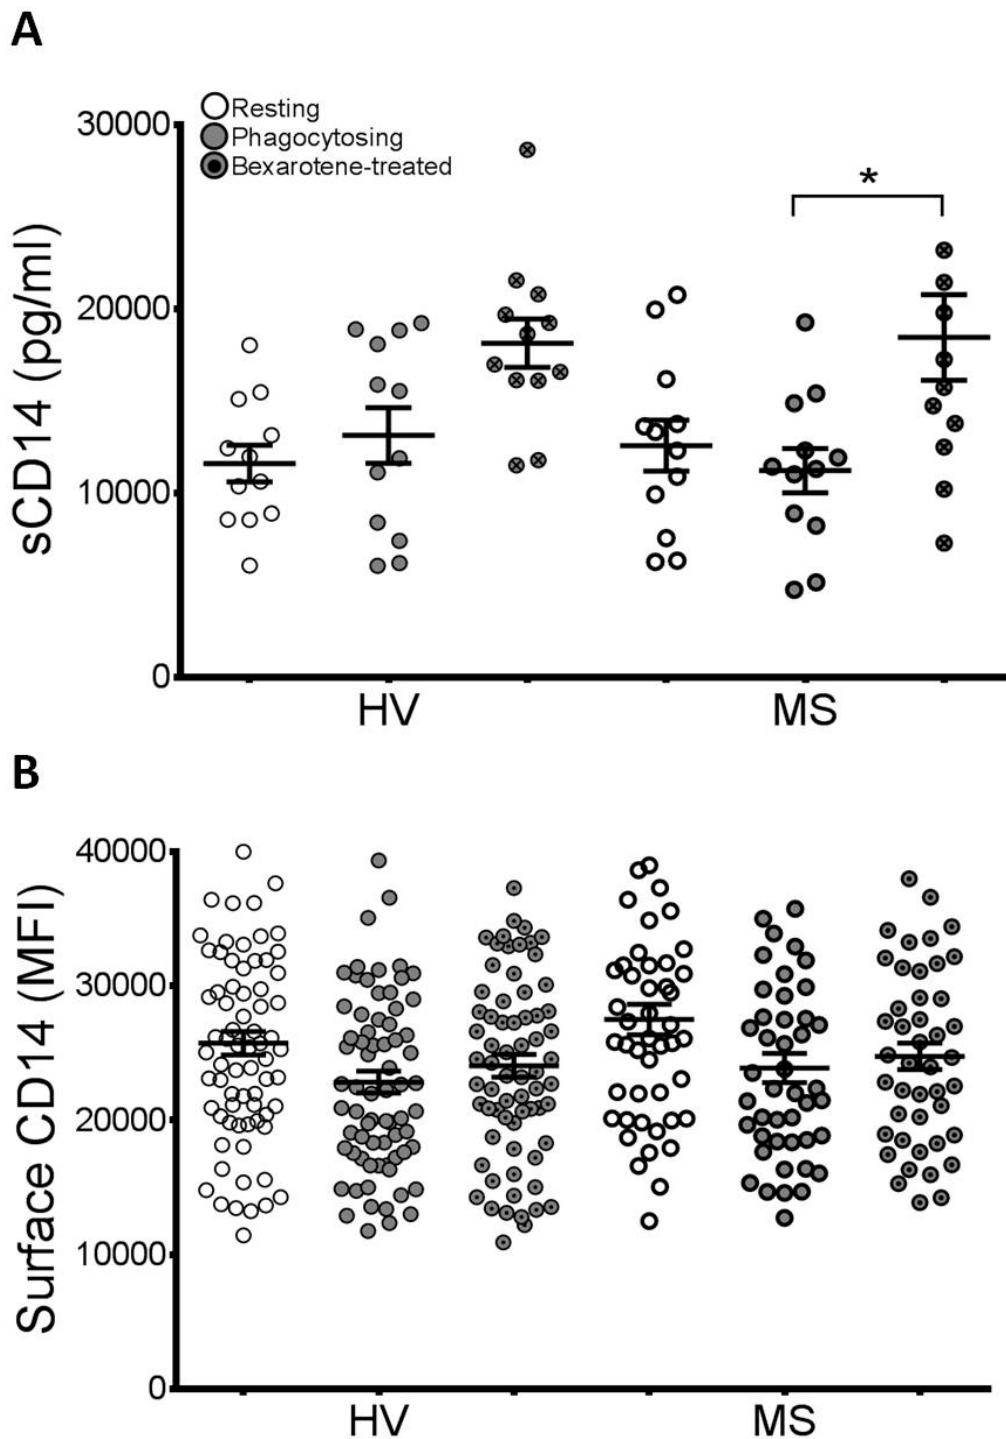 A
Resting
Phagocytosing
Bexarotene-treated
30000
20000
10000
0
sCD14 (pg/ml)
*
HV
MS
B
40000
30000
20000
10000
0
Surface CD14 (MFI)
HV
MS